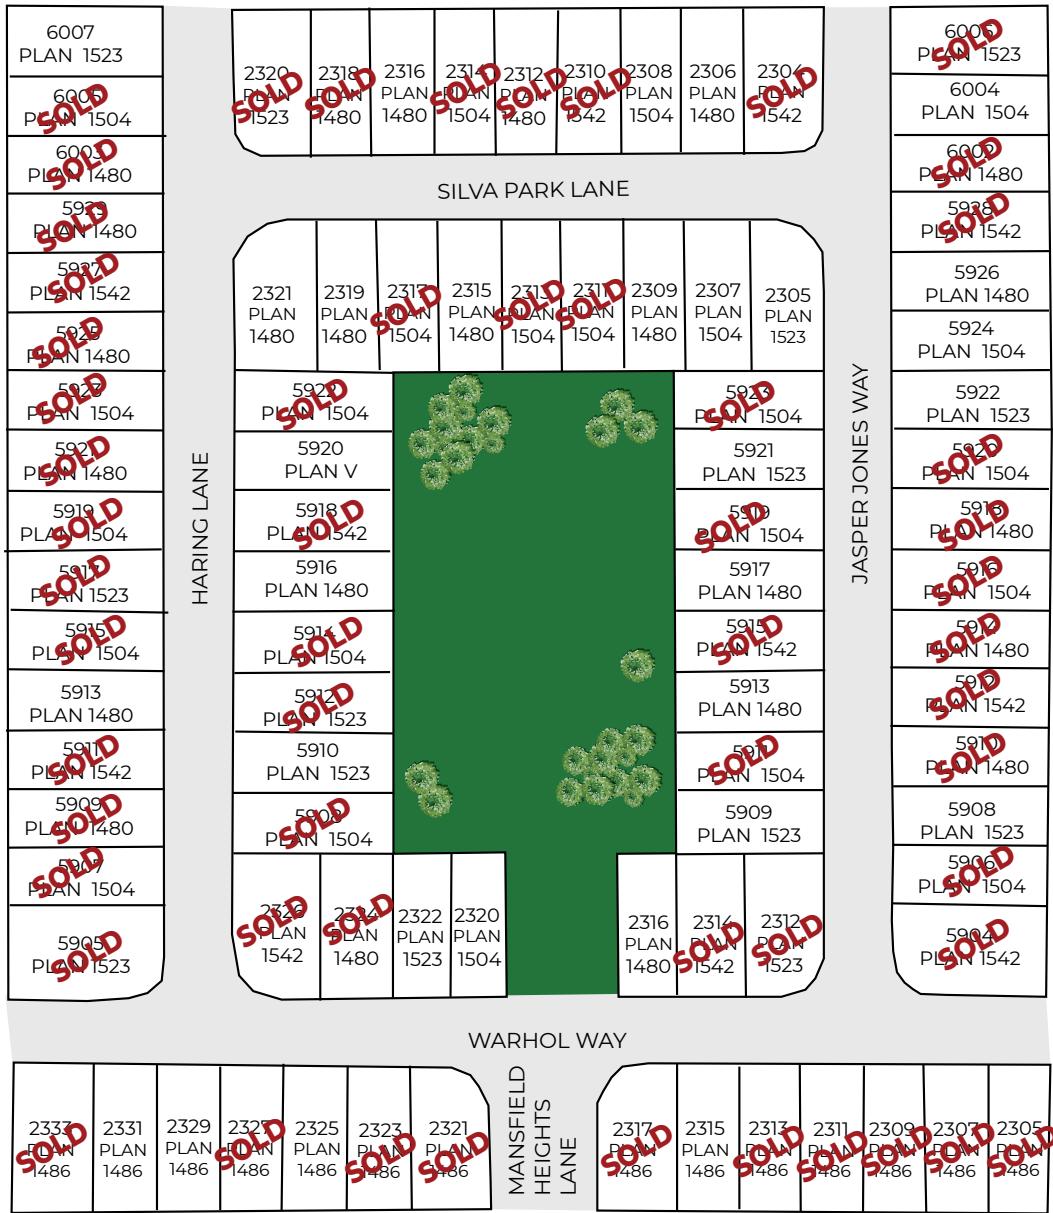 6007
PLAN 1523
6005
PLAN 1504
SOLD
6003
PLAN 1480
SOLD
5929
PLAN 1480
SOLD
5927
PLAN 1542
SOLD
5925
PLAN 1480
SOLD
5923
PLAN 1504
SOLD
5921
PLAN 1480
SOLD
5919
PLAN 1504
SOLD
5917
PLAN 1523
SOLD
5915
PLAN 1504
SOLD
5913
PLAN 1480
5911
PLAN 1542
SOLD
5909
PLAN 1480
SOLD
5907
PLAN 1504
SOLD
5905
PLAN 1523
SOLD
HARING LANE
2320
PLAN
1523
SOLD
2318
PLAN
1480
SOLD
2316
PLAN
1480
2314
PLAN
1504
SOLD
2312
PLAN
1480
SOLD
2310
PLAN
1542
SOLD
2308
PLAN
1504
2306
PLAN
1480
2304
PLAN
1542
SOLD
SILVA PARK LANE
2321
PLAN
1480
2319
PLAN
1480
2317
PLAN
1504
SOLD
2315
PLAN
1480
2313
PLAN
1504
SOLD
2311
PLAN
1504
SOLD
2309
PLAN
1480
2307
PLAN
1504
2305
PLAN
1523
5922
PLAN 1504
SOLD
5920
PLAN V
5918
PLAN 1542
SOLD
5916
PLAN 1480
5914
PLAN 1504
SOLD
5912
PLAN 1523
SOLD
5910
PLAN 1523
5908
PLAN 1504
SOLD
5923
PLAN 1504
SOLD
5921
PLAN 1523
5919
PLAN 1504
SOLD
5917
PLAN 1480
5915
PLAN 1542
SOLD
5913
PLAN 1480
5911
PLAN 1504
SOLD
5909
PLAN 1523
2326
PLAN
1542
SOLD
2324
PLAN
1480
SOLD
2322
PLAN
1523
2320
PLAN
1504
2316
PLAN
1480
2314
PLAN
1542
SOLD
2312
PLAN
1523
SOLD
JASPER JONES WAY
6006
PLAN 1523
SOLD
6004
PLAN 1504
6002
PLAN 1480
SOLD
5928
PLAN 1542
SOLD
5926
PLAN 1480
5924
PLAN 1504
5922
PLAN 1523
5920
PLAN 1504
SOLD
5918
PLAN 1480
SOLD
5916
PLAN 1504
SOLD
5914
PLAN 1480
SOLD
5912
PLAN 1542
SOLD
5910
PLAN 1480
SOLD
5908
PLAN 1523
5906
PLAN 1504
SOLD
5904
PLAN 1542
SOLD
WARHOL WAY
2333
PLAN
1486
SOLD
2331
PLAN
1486
2329
PLAN
1486
2327
PLAN
1486
SOLD
2325
PLAN
1486
2323
PLAN
1486
SOLD
2321
PLAN
1486
SOLD
MANSFIELD
HEIGHTS
LANE
2317
PLAN
1486
SOLD
2315
PLAN
1486
2313
PLAN
1486
SOLD
2311
PLAN
1486
SOLD
2309
PLAN
1486
SOLD
2307
PLAN
1486
SOLD
2305
PLAN
1486
SOLD